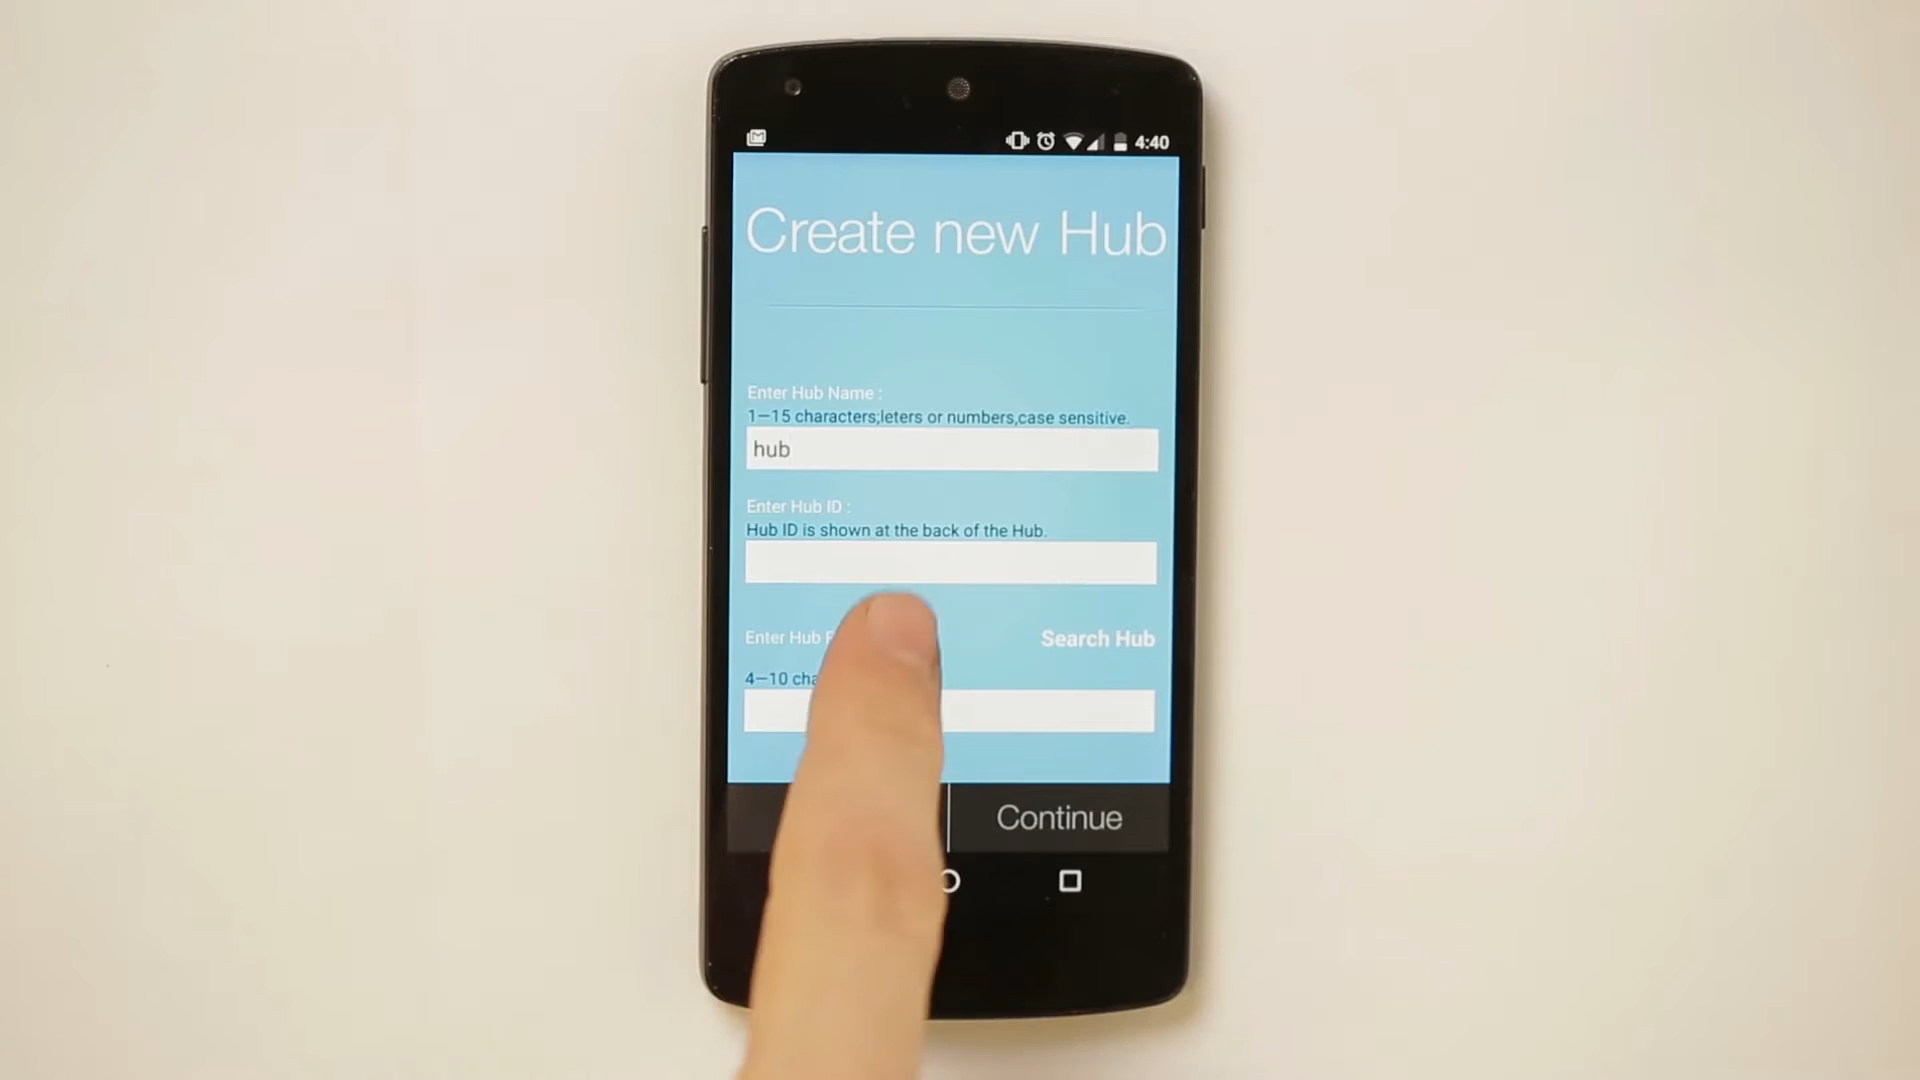 4:40
Create new Hub
Enter Hub Name :
1—15 characters;leters or numbers,case sensitive.
hub
Enter Hub ID :
Hub ID is shown at the back of the Hub.
Enter Hub
Search Hub
4—10
Continue